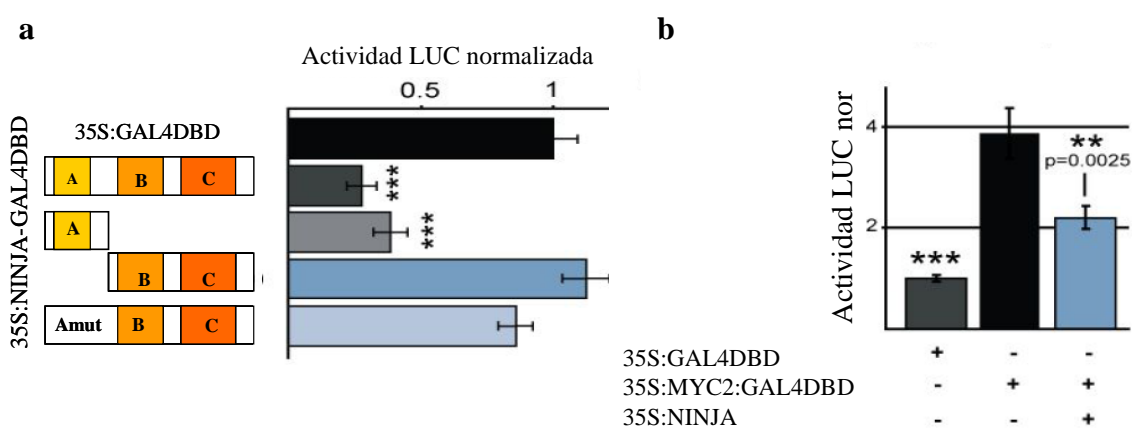 a
b
Actividad LUC normalizada
0.5 1
35S:NINJA-GAL4DBD
35S:GAL4DBD
A B C
A
B C
Amut B C
***
***
Actividad LUC nor
4
2
***
**
p=0.0025
35S:GAL4DBD + - -
35S:MYC2:GAL4DBD - + +
35S:NINJA - - +